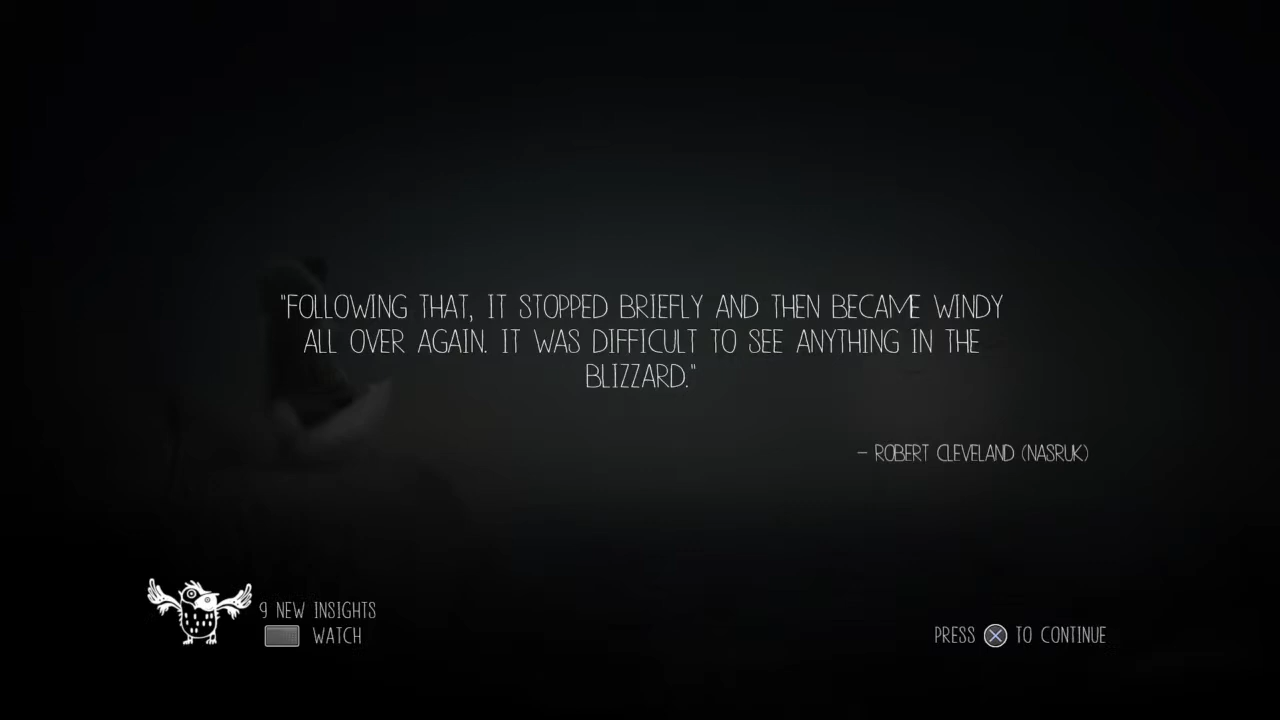 "FOLLOWING THAT, IT STOPPED BRIEFLY AND THEN BECAME WINDY
ALL OVER AGAIN. IT WAS DIFFICULT TO SEE ANYTHING IN THE
BLIZZARD."
– ROBERT CLEVELAND (NASRUK)
9 NEW INSIGHTS
WATCH
PRESS TO CONTINUE